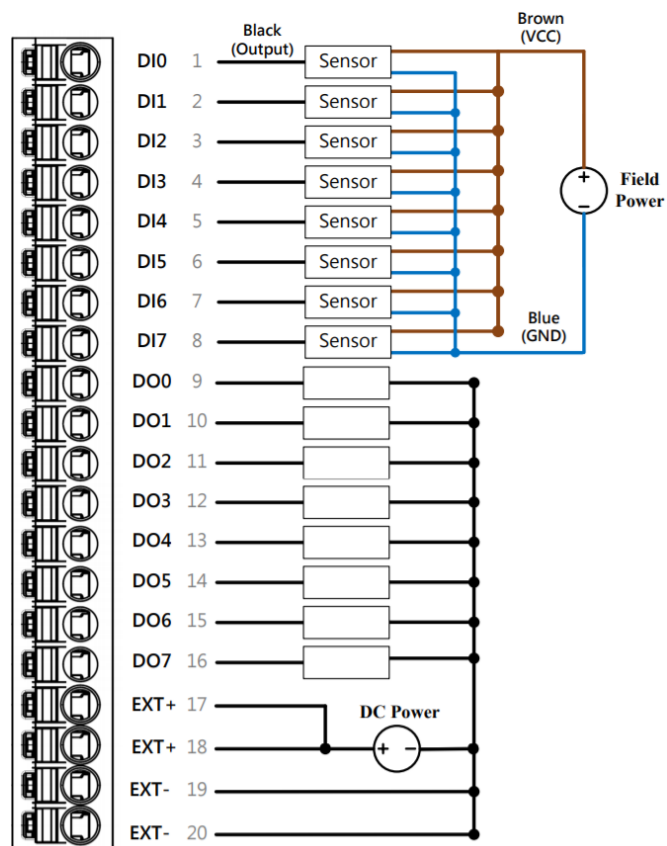 Black
(Output)
Brown
(VCC)
DI0 1 Sensor
DI1 2 Sensor
DI2 3 Sensor
DI3 4 Sensor
DI4 5 Sensor
DI5 6 Sensor
DI6 7 Sensor
DI7 8 Sensor
+
−
Field
Power
Blue
(GND)
DO0 9
DO1 10
DO2 11
DO3 12
DO4 13
DO5 14
DO6 15
DO7 16
EXT+ 17
DC Power
EXT+ 18 + −
EXT- 19
EXT- 20